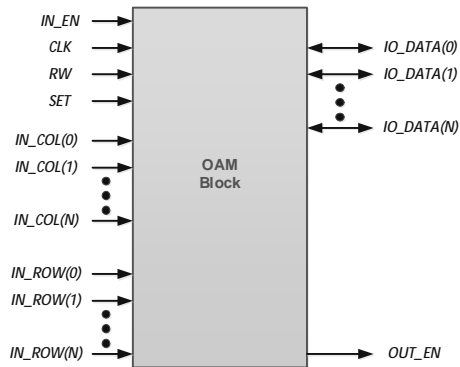 IN_EN
CLK
RW
SET
IN_COL(0)
IN_COL(1)
IN_COL(N)
IN_ROW(0)
IN_ROW(1)
IN_ROW(N)
OAM
Block
IO_DATA(0)
IO_DATA(1)
IO_DATA(N)
OUT_EN